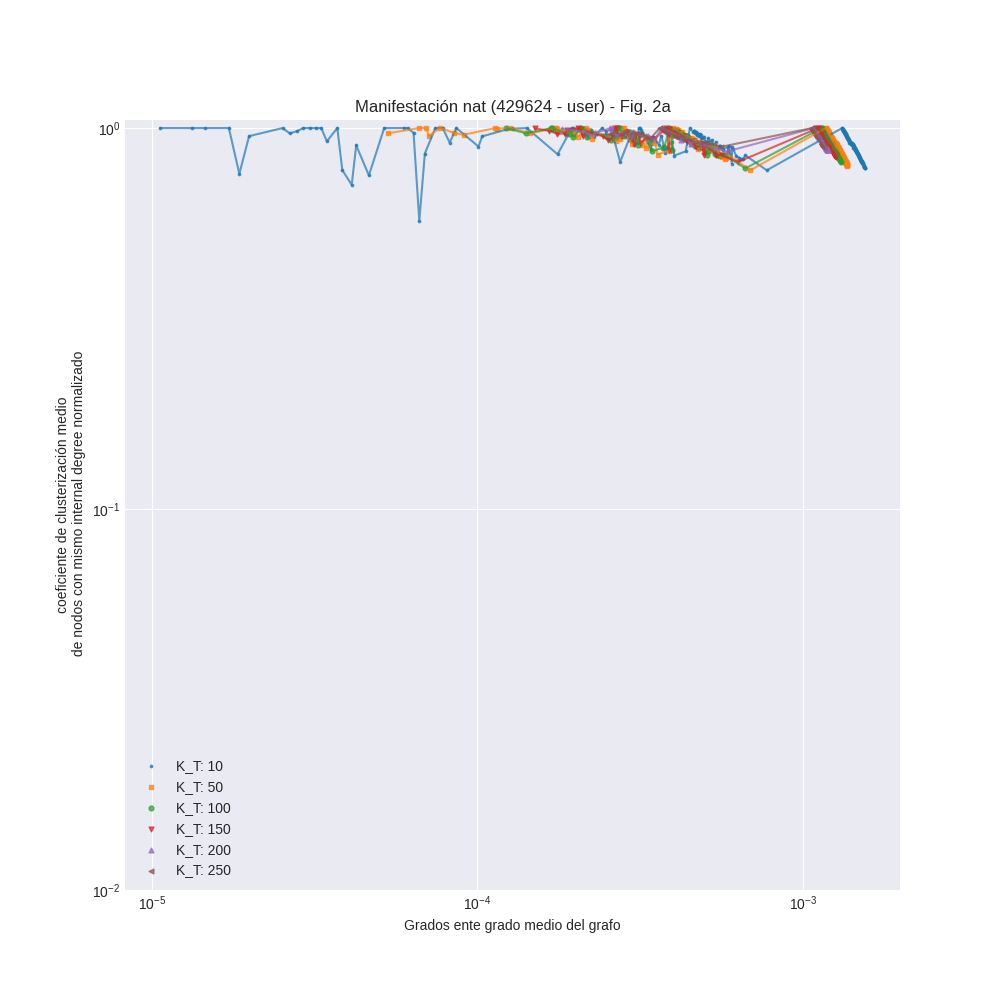 Manifestación nat (429624 - user) - Fig. 2a
10⁰
10⁻¹
10⁻²
coeficiente de clusterización medio
de nodos con mismo internal degree normalizado
K_T: 10
K_T: 50
K_T: 100
K_T: 150
K_T: 200
K_T: 250
10⁻⁵
10⁻⁴
10⁻³
Grados ente grado medio del grafo